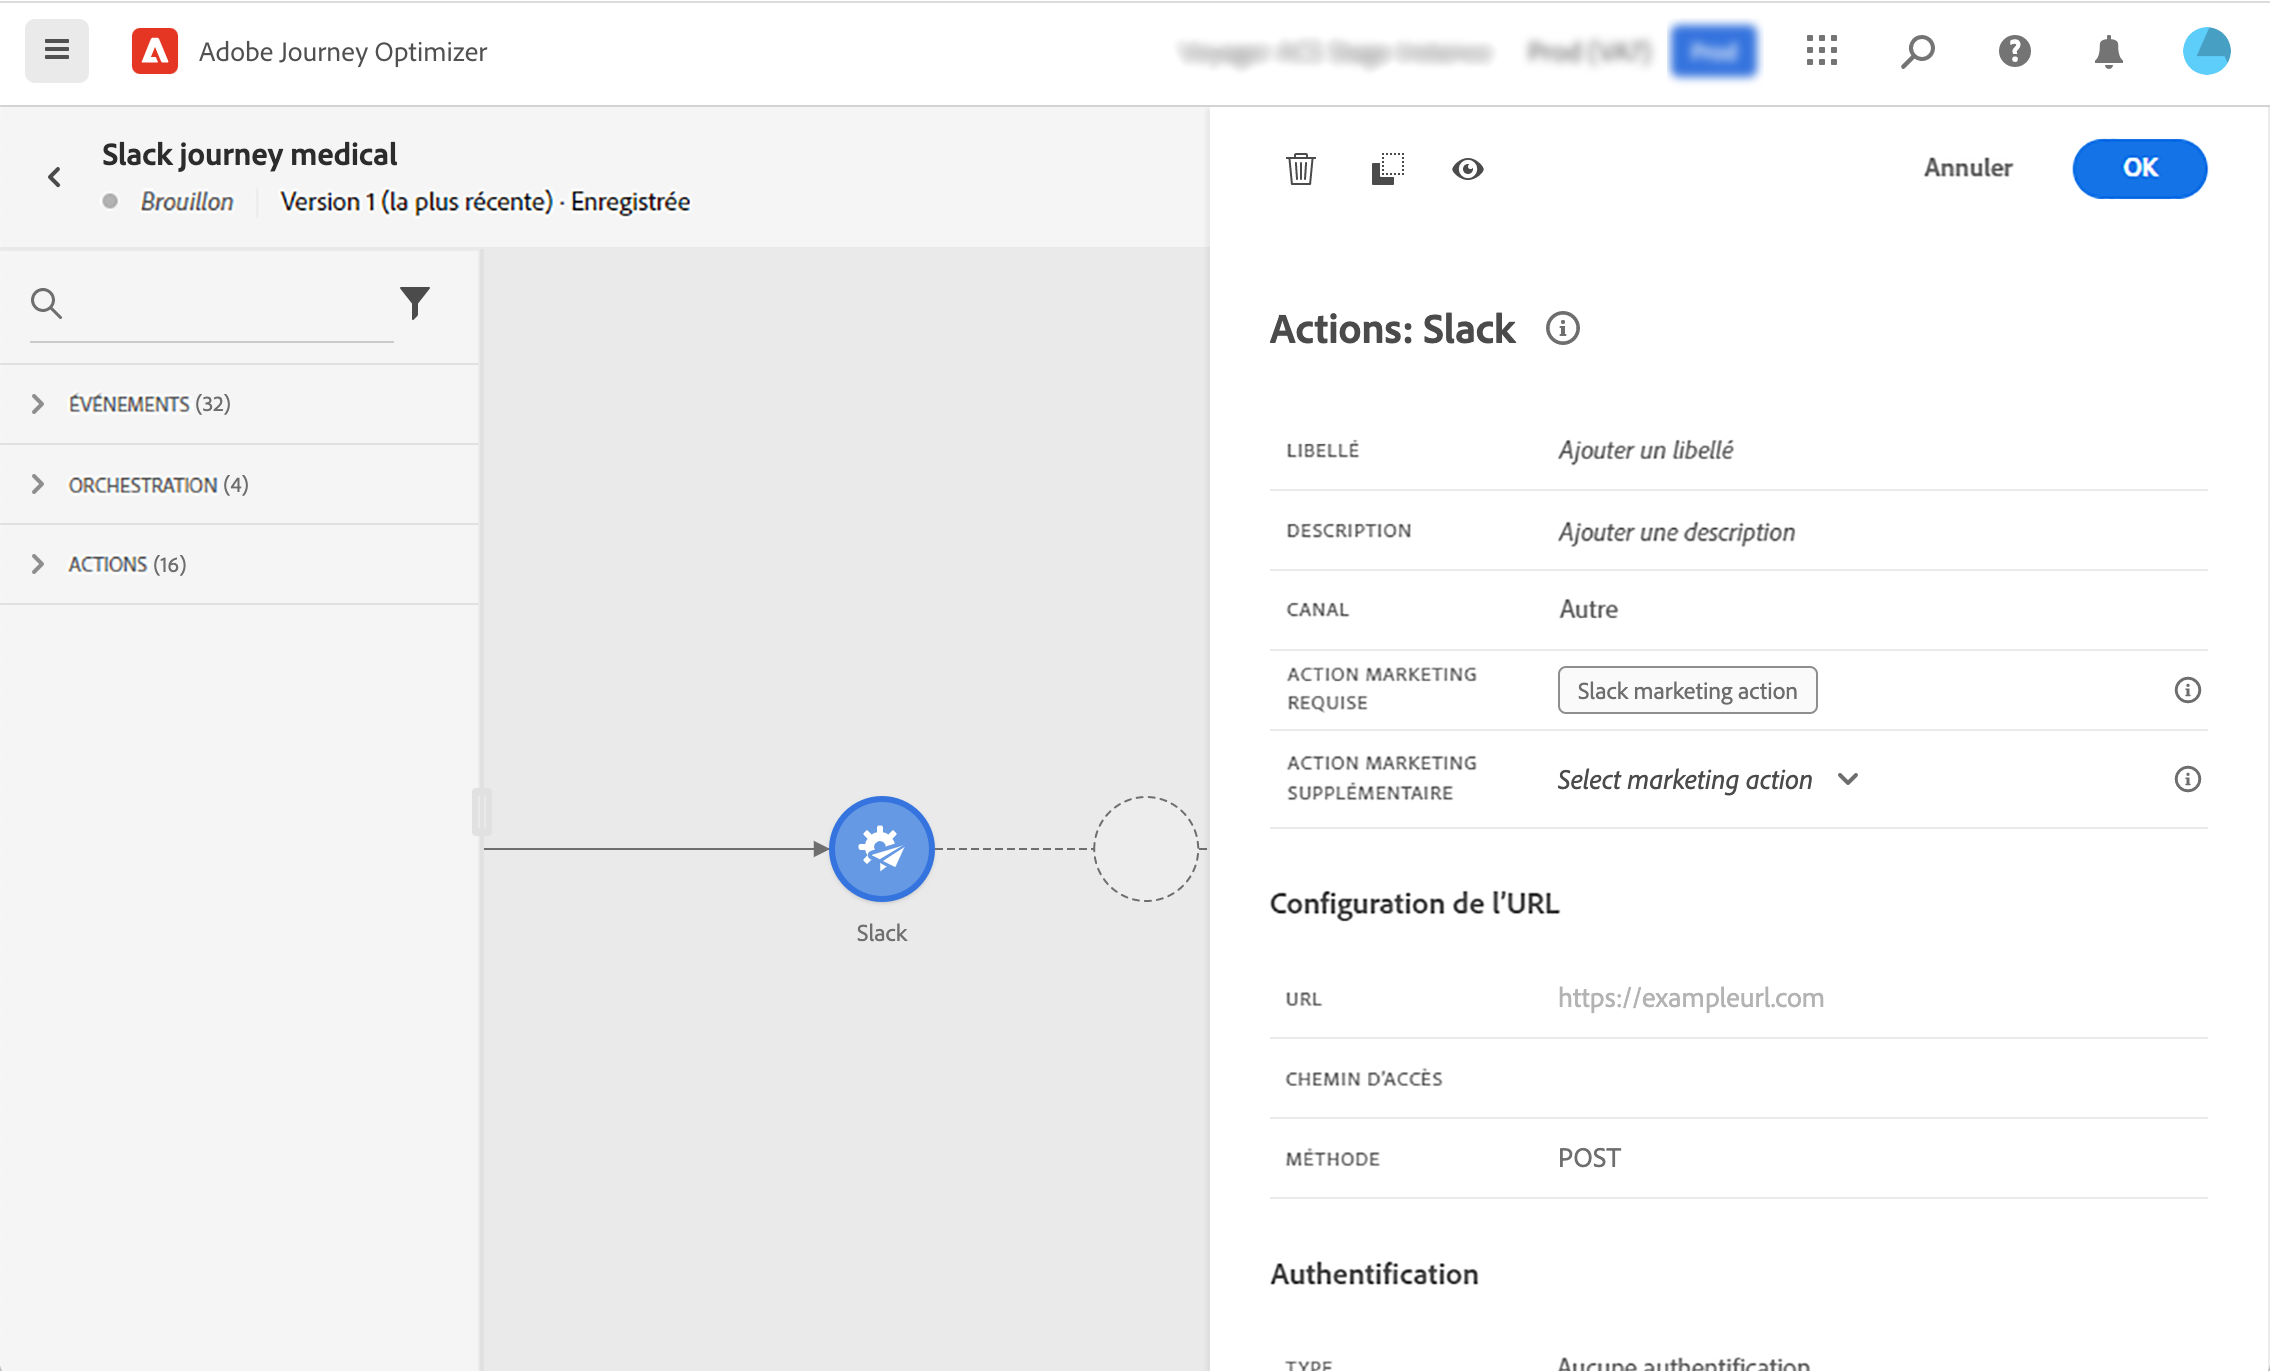 Adobe Journey Optimizer
Slack journey medical
Brouillon
Version 1 (la plus récente) · Enregistrée
Annuler
OK
ÉVÉNEMENTS (32)
ORCHESTRATION (4)
ACTIONS (16)
Slack
Actions: Slack
LIBELLÉ
Ajouter un libellé
DESCRIPTION
Ajouter une description
CANAL
Autre
ACTION MARKETING
REQUISE
Slack marketing action
ACTION MARKETING
SUPPLÉMENTAIRE
Select marketing action
Configuration de l’URL
URL
https://exampleurl.com
CHEMIN D’ACCÈS
MÉTHODE
POST
Authentification
TYPE
Aucune authentification